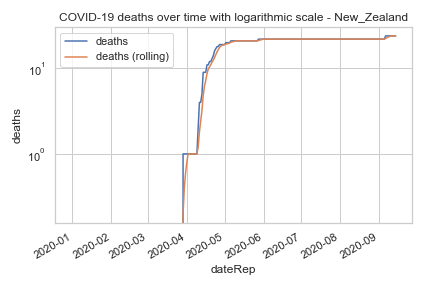 COVID-19 deaths over time with logarithmic scale - New_Zealand
deaths
deaths (rolling)
10¹
10⁰
deaths
2020-01
2020-02
2020-03
2020-04
2020-05
2020-06
2020-07
2020-08
2020-09
dateRep